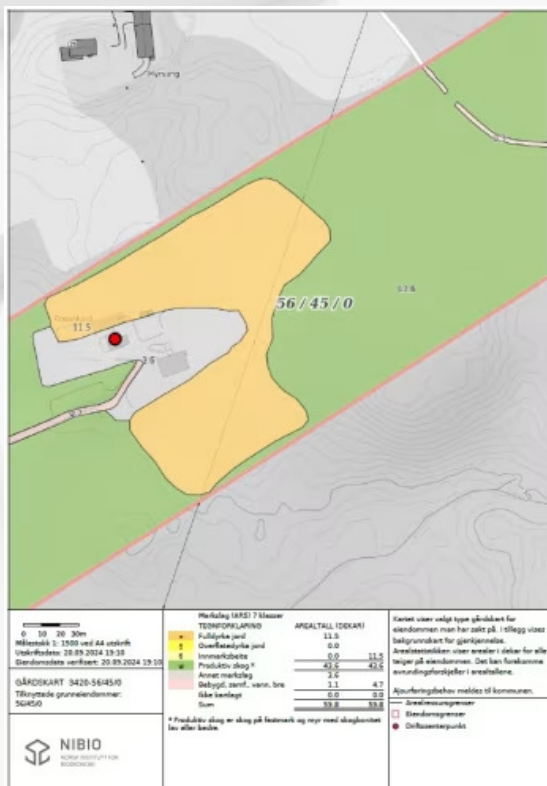 Myrvang
56 / 45 / 0
11.5
3.6
0 10 20 30m
Målestokk 1: 1500 ved A4 utskrift
Utskriftsdato: 20.09.2024 19:10
Eiendomsdata verifisert: 20.09.2024 19:10
GÅRDSKART 3420-56/45/0
Tilknyttede grunneiendommer:
56/45/0
NIBIO
NORSK INSTITUTT FOR
BIOØKONOMI
Markslag (AR5) 7 klasser
TEGNFORKLARING AREALTALL (DEKAR)
Fulldyrka jord 11.5
Overflatedyrka jord 0.0
Innmarksbeite 0.0 11.5
Produktiv skog * 43.6 43.6
Annet markslag 3.6
Bebygd, samf., vann, bre 1.1 4.7
Ikke kartlagt 0.0 0.0
Sum 59.8 59.8
* Produktiv skog er skog på fastmark og myr med skogbonitet
lav eller bedre.
Kartet viser valgt type gårdskart for
eiendommen man har søkt på. I tillegg vises
bakgrunnskart for gjenkjennelse.
Arealstatistikken viser arealer i dekar for alle
teiger på eiendommen. Det kan forekomme
avrundingsforskjeller i arealtallene.
Ajourføringsbehov meldes til kommunen.
Arealressursgrenser
Eiendomsgrenser
Driftssenterpunkt